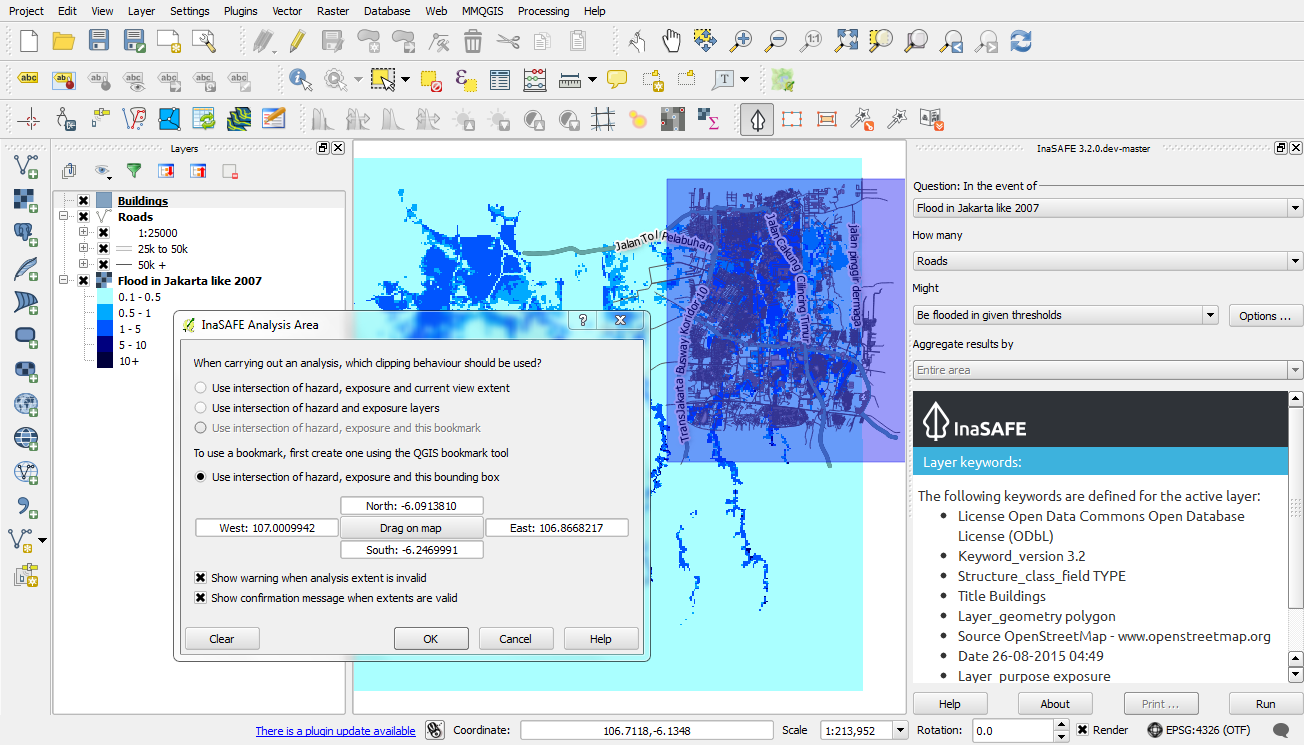 Project Edit View Layer Settings Plugins Vector Raster Database Web MMQGIS Processing Help
1:1
abc ab abc abc abc abc abc
T
Layers
Buildings
Roads
1:25000
25k to 50k
50k +
Flood in Jakarta like 2007
0.1 - 0.5
0.5 - 1
1 - 5
5 - 10
10+
Jalan Tol Pelabuhan
Jalan Cakung Cilincing Timur
jalan pinggir dermaga
TransJakarta Busway Koridor 10
InaSAFE Analysis Area
?
When carrying out an analysis, which clipping behaviour should be used?
Use intersection of hazard, exposure and current view extent
Use intersection of hazard and exposure layers
Use intersection of hazard, exposure and this bookmark
To use a bookmark, first create one using the QGIS bookmark tool
Use intersection of hazard, exposure and this bounding box
North: -6.0913810
West: 107.0009942 Drag on map East: 106.8668217
South: -6.2469991
Show warning when analysis extent is invalid
Show confirmation message when extents are valid
Clear OK Cancel Help
InaSAFE 3.2.0.dev-master
Question: In the event of
Flood in Jakarta like 2007
How many
Roads
Might
Be flooded in given thresholds Options ...
Aggregate results by
Entire area
InaSAFE
Layer keywords:
The following keywords are defined for the active layer:
License Open Data Commons Open Database
License (ODbL)
Keyword_version 3.2
Structure_class_field TYPE
Title Buildings
Layer_geometry polygon
Source OpenStreetMap - www.openstreetmap.org
Date 26-08-2015 04:49
Layer_purpose exposure
Help About Print ... Run
There is a plugin update available Coordinate: 106.7118,-6.1348 Scale 1:213,952 Rotation: 0.0 Render EPSG:4326 (OTF)